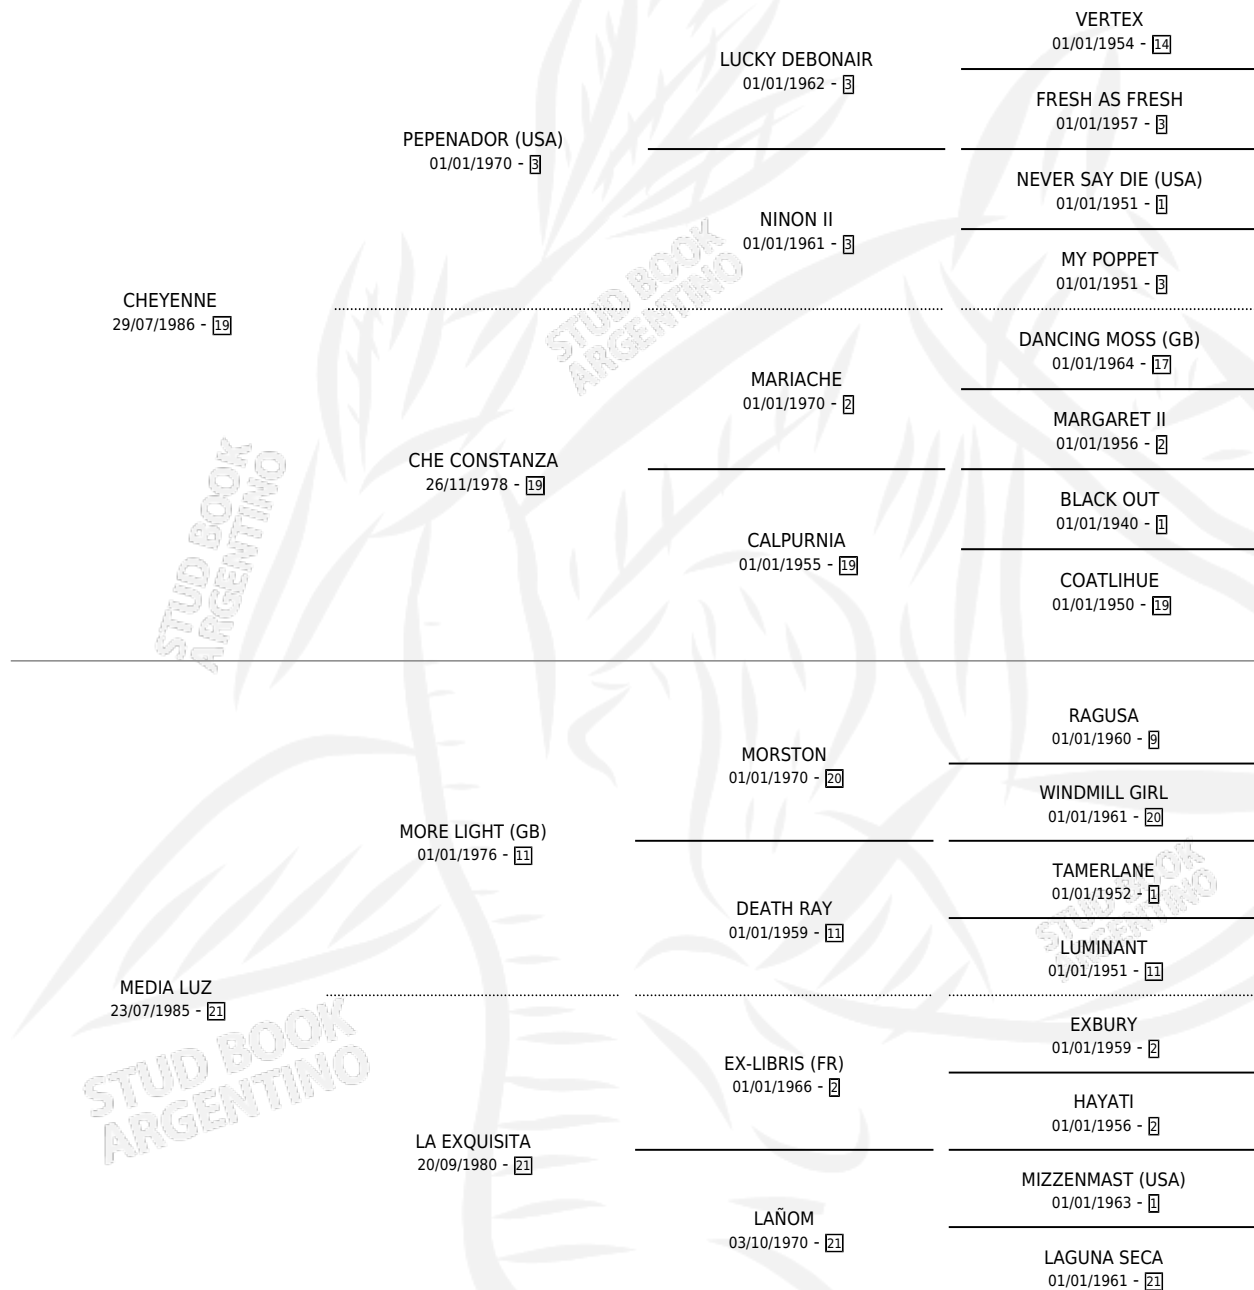 VERTEX
01/01/1954 - 14
LUCKY DEBONAIR
01/01/1962 - 3
FRESH AS FRESH
01/01/1957 - 3
PEPENADOR (USA)
01/01/1970 - 3
NEVER SAY DIE (USA)
01/01/1951 - 1
NINON II
01/01/1961 - 3
MY POPPET
01/01/1951 - 3
CHEYENNE
29/07/1986 - 19
DANCING MOSS (GB)
01/01/1964 - 17
MARIACHE
01/01/1970 - 2
MARGARET II
01/01/1956 - 2
CHE CONSTANZA
26/11/1978 - 19
BLACK OUT
01/01/1940 - 1
CALPURNIA
01/01/1955 - 19
COATLIHUE
01/01/1950 - 19
RAGUSA
01/01/1960 - 9
MORSTON
01/01/1970 - 20
WINDMILL GIRL
01/01/1961 - 20
MORE LIGHT (GB)
01/01/1976 - 11
TAMERLANE
01/01/1952 - 1
DEATH RAY
01/01/1959 - 11
LUMINANT
01/01/1951 - 11
MEDIA LUZ
23/07/1985 - 21
EXBURY
01/01/1959 - 2
EX-LIBRIS (FR)
01/01/1966 - 2
HAYATI
01/01/1956 - 2
LA EXQUISITA
20/09/1980 - 21
MIZZENMAST (USA)
01/01/1963 - 1
LAÑOM
03/10/1970 - 21
LAGUNA SECA
01/01/1961 - 21
STUD BOOK
ARGENTINO
STUD BOOK
ARGENTINO
STUD BOOK
ARGENTINO
STUD BOOK
ARGENTINO